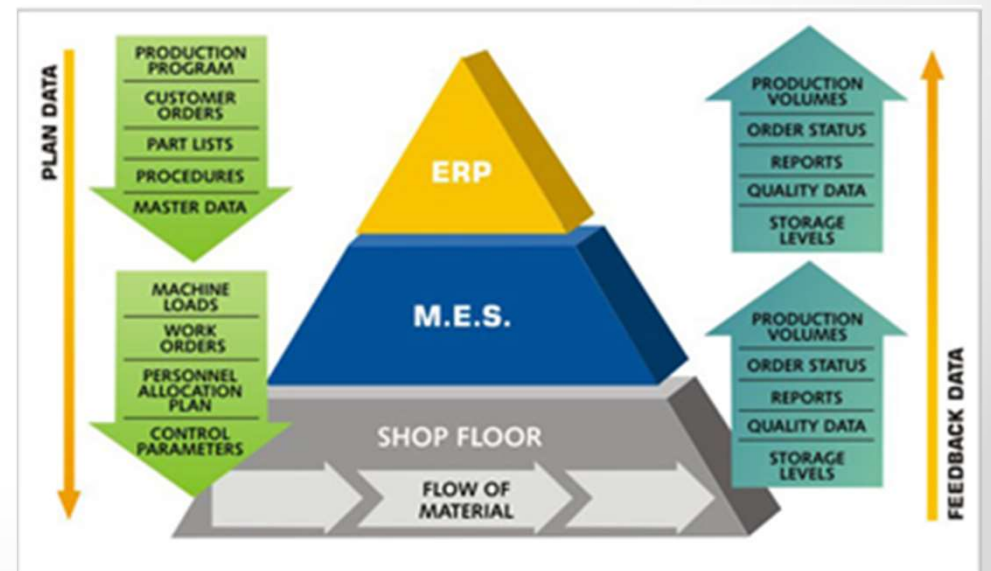 PLAN DATA
PRODUCTION
PROGRAM
CUSTOMER
ORDERS
PART LISTS
PROCEDURES
MASTER DATA
MACHINE
LOADS
WORK
ORDERS
PERSONNEL
ALLOCATION
PLAN
CONTROL
PARAMETERS
ERP
M.E.S.
SHOP FLOOR
FLOW OF
MATERIAL
PRODUCTION
VOLUMES
ORDER STATUS
REPORTS
QUALITY DATA
STORAGE
LEVELS
PRODUCTION
VOLUMES
ORDER STATUS
REPORTS
QUALITY DATA
STORAGE
LEVELS
FEEDBACK DATA